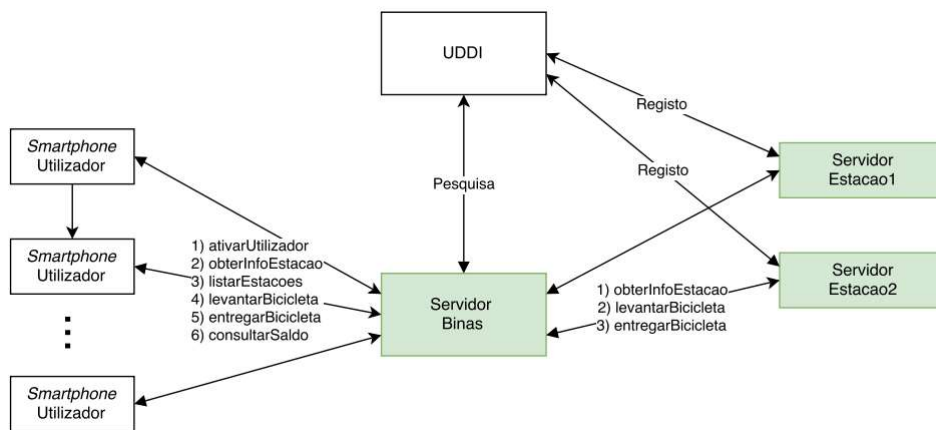 UDDI
Registo
Registo
Pesquisa
Smartphone
Utilizador
Smartphone
Utilizador
Smartphone
Utilizador
1) ativarUtilizador
2) obterInfoEstacao
3) listarEstacoes
4) levantarBicicleta
5) entregarBicicleta
6) consultarSaldo
Servidor
Binas
1) obterInfoEstacao
2) levantarBicicleta
3) entregarBicicleta
Servidor
Estacao1
Servidor
Estacao2